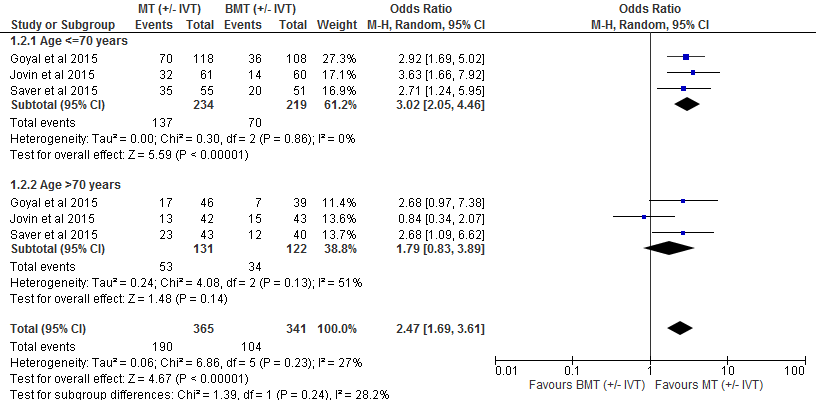 MT (+/- IVT) BMT (+/- IVT) Odds Ratio Odds Ratio
Study or Subgroup Events Total Events Total Weight M-H, Random, 95% CI M-H, Random, 95% CI
1.2.1 Age <=70 years
Goyal et al 2015 70 118 36 108 27.3% 2.92 [1.69, 5.02]
Jovin et al 2015 32 61 14 60 17.1% 3.63 [1.66, 7.92]
Saver et al 2015 35 55 20 51 16.9% 2.71 [1.24, 5.95]
Subtotal (95% CI) 234 219 61.2% 3.02 [2.05, 4.46]
Total events 137 70
Heterogeneity: Tau² = 0.00; Chi² = 0.30, df = 2 (P = 0.86); I² = 0%
Test for overall effect: Z = 5.59 (P < 0.00001)
1.2.2 Age >70 years
Goyal et al 2015 17 46 7 39 11.4% 2.68 [0.97, 7.38]
Jovin et al 2015 13 42 15 43 13.6% 0.84 [0.34, 2.07]
Saver et al 2015 23 43 12 40 13.7% 2.68 [1.09, 6.62]
Subtotal (95% CI) 131 122 38.8% 1.79 [0.83, 3.89]
Total events 53 34
Heterogeneity: Tau² = 0.24; Chi² = 4.08, df = 2 (P = 0.13); I² = 51%
Test for overall effect: Z = 1.48 (P = 0.14)
Total (95% CI) 365 341 100.0% 2.47 [1.69, 3.61]
Total events 190 104
Heterogeneity: Tau² = 0.06; Chi² = 6.86, df = 5 (P = 0.23); I² = 27%
Test for overall effect: Z = 4.67 (P < 0.00001)
Test for subgroup differences: Chi² = 1.39, df = 1 (P = 0.24), I² = 28.2%
0.01 0.1 1 10 100
Favours BMT (+/- IVT) Favours MT (+/- IVT)